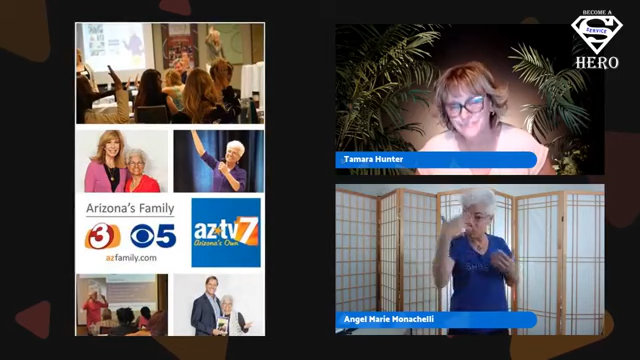 BECOME A
S
SERVICE
HERO
Arizona's Family
3 5
azfamily.com
az-tv 7
Arizona's Own
Tamara Hunter
Angel Marie Monachelli